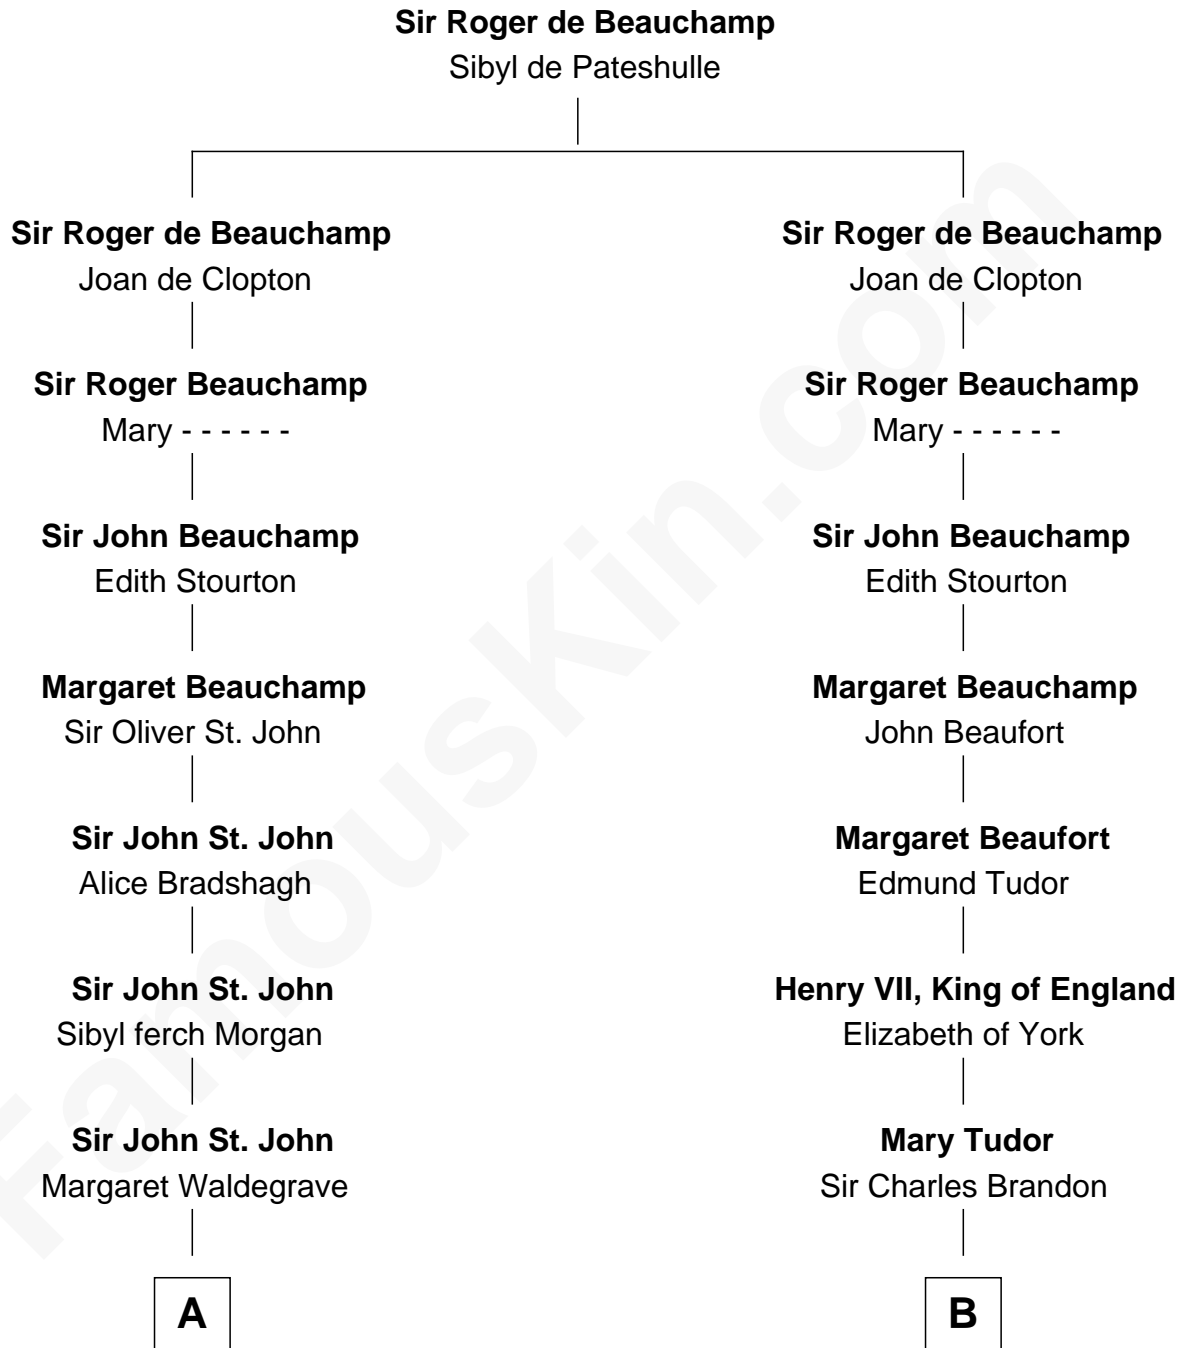 Sir Roger de Beauchamp
Sibyl de Pateshulle
Sir Roger de Beauchamp
Joan de Clopton
Sir Roger Beauchamp
Mary - - - - - -
Sir John Beauchamp
Edith Stourton
Margaret Beauchamp
Sir Oliver St. John
Sir John St. John
Alice Bradshagh
Sir John St. John
Sibyl ferch Morgan
Sir John St. John
Margaret Waldegrave
A
Sir Roger de Beauchamp
Joan de Clopton
Sir Roger Beauchamp
Mary - - - - - -
Sir John Beauchamp
Edith Stourton
Margaret Beauchamp
John Beaufort
Margaret Beaufort
Edmund Tudor
Henry VII, King of England
Elizabeth of York
Mary Tudor
Sir Charles Brandon
B
FamousKin.com